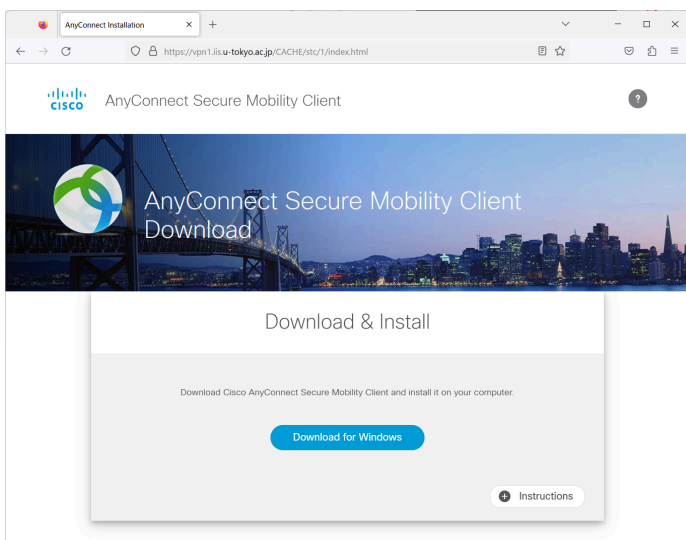 AnyConnect Installation
https://vpn1.iis.u-tokyo.ac.jp/CACHE/stc/1/index.html
CISCO
AnyConnect Secure Mobility Client
?
AnyConnect Secure Mobility Client
Download
Download & Install
Download Cisco AnyConnect Secure Mobility Client and install it on your computer.
Download for Windows
Instructions